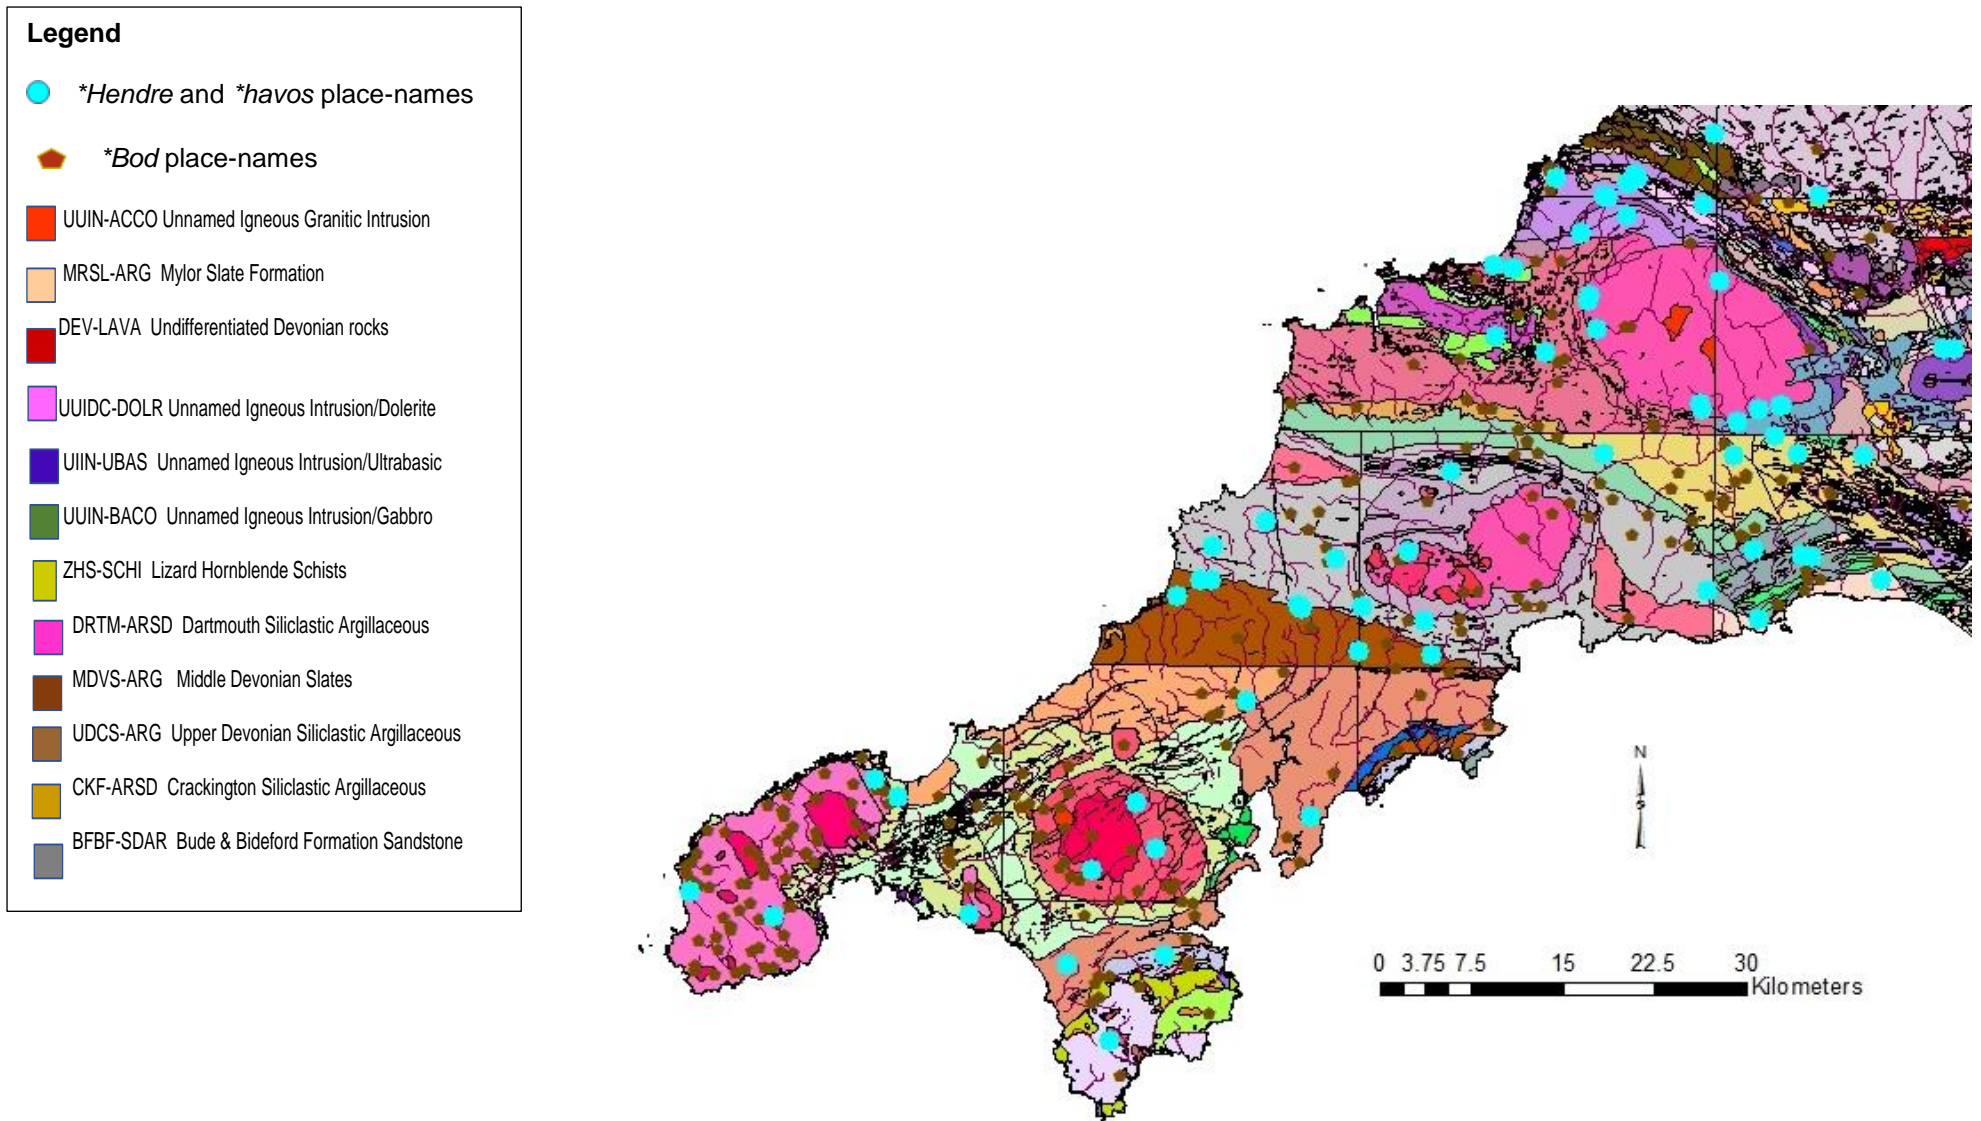 Legend
*Hendre and *havos place-names
*Bod place-names
UUIN-ACCO Unnamed Igneous Granitic Intrusion
MRSL-ARG Mylor Slate Formation
DEV-LAVA Undifferentiated Devonian rocks
UUIDC-DOLR Unnamed Igneous Intrusion/Dolerite
UIIN-UBAS Unnamed Igneous Intrusion/Ultrabasic
UUIN-BACO Unnamed Igneous Intrusion/Gabbro
ZHS-SCHI Lizard Hornblende Schists
DRTM-ARSD Dartmouth Siliclastic Argillaceous
MDVS-ARG Middle Devonian Slates
UDCS-ARG Upper Devonian Siliclastic Argillaceous
CKF-ARSD Crackington Siliclastic Argillaceous
BFBF-SDAR Bude & Bideford Formation Sandstone
N
0 3.75 7.5 15 22.5 30
Kilometers